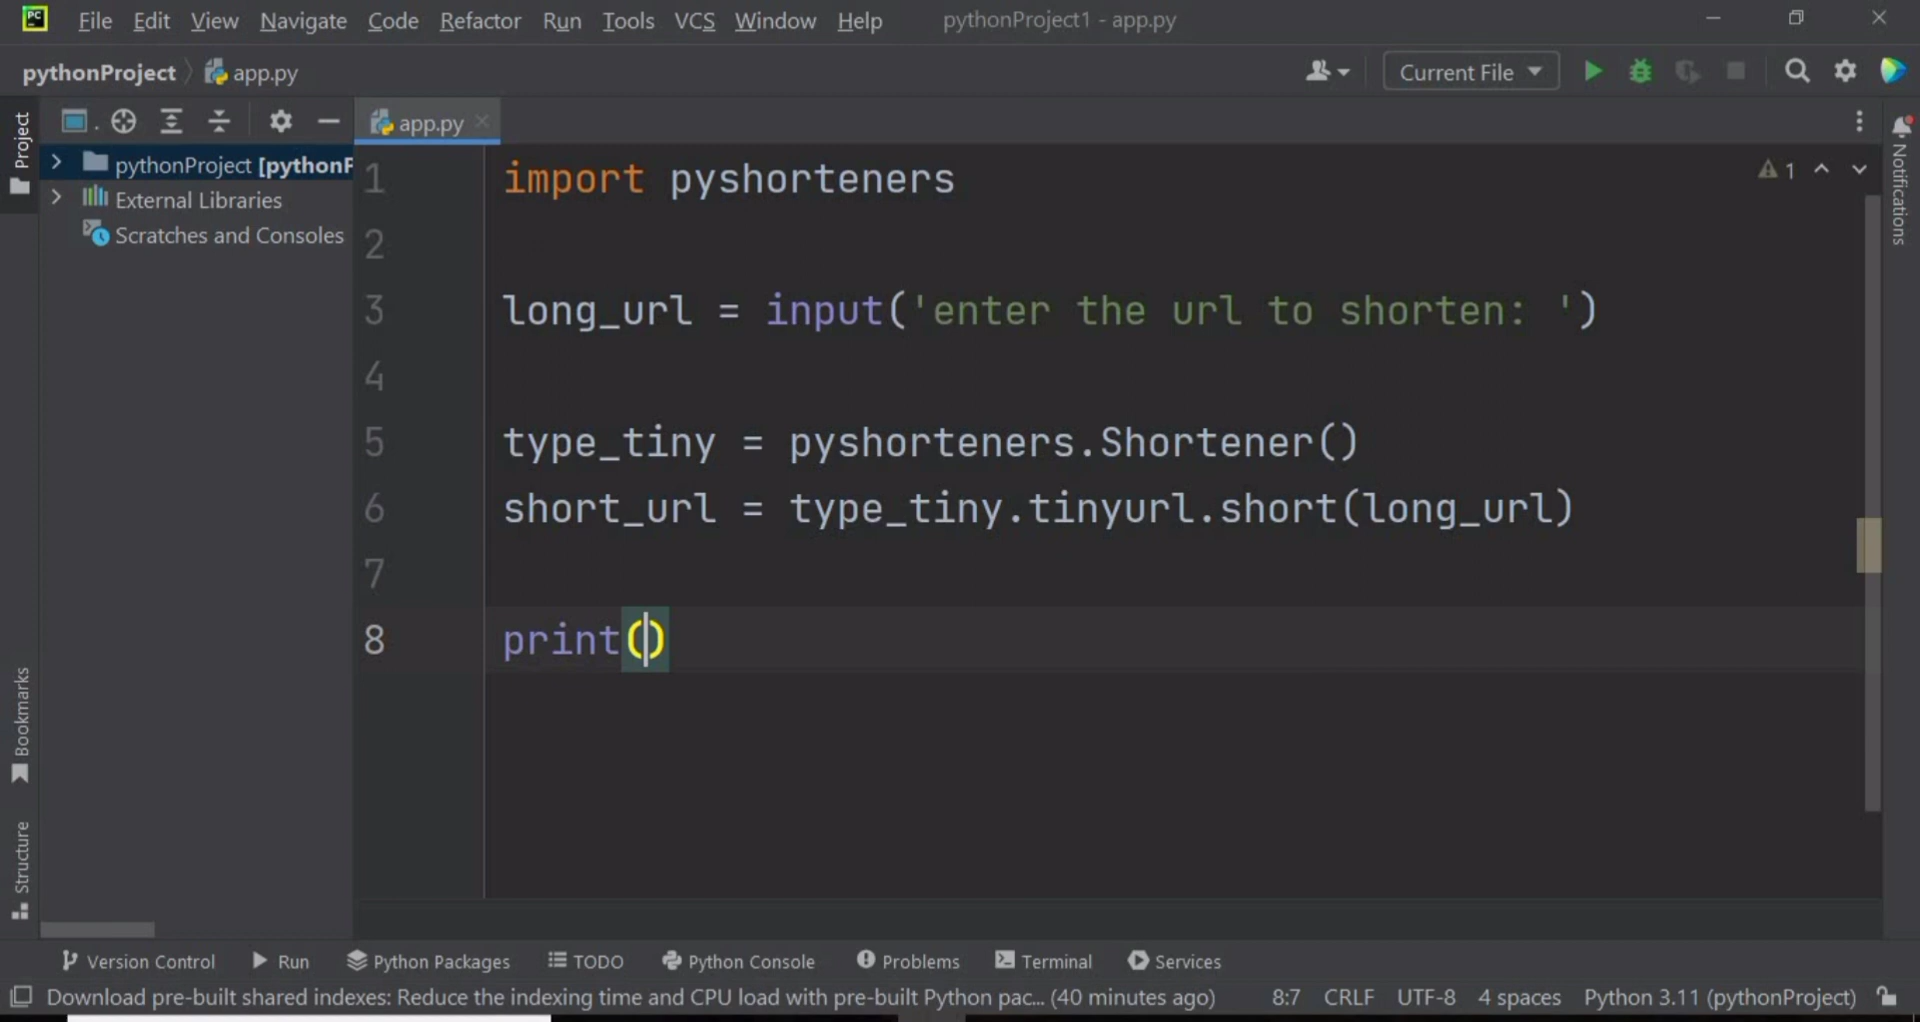 PC File Edit View Navigate Code Refactor Run Tools VCS Window Help pythonProject1 - app.py
pythonProject app.py Current File
Project
app.py
pythonProject [pythonP
External Libraries
Scratches and Consoles
1 import pyshorteners
2
3 long_url = input('enter the url to shorten: ')
4
5 type_tiny = pyshorteners.Shortener()
6 short_url = type_tiny.tinyurl.short(long_url)
7
8 print()
1
Notifications
Bookmarks
Structure
Version Control Run Python Packages TODO Python Console Problems Terminal Services
Download pre-built shared indexes: Reduce the indexing time and CPU load with pre-built Python pac... (40 minutes ago) 8:7 CRLF UTF-8 4 spaces Python 3.11 (pythonProject)